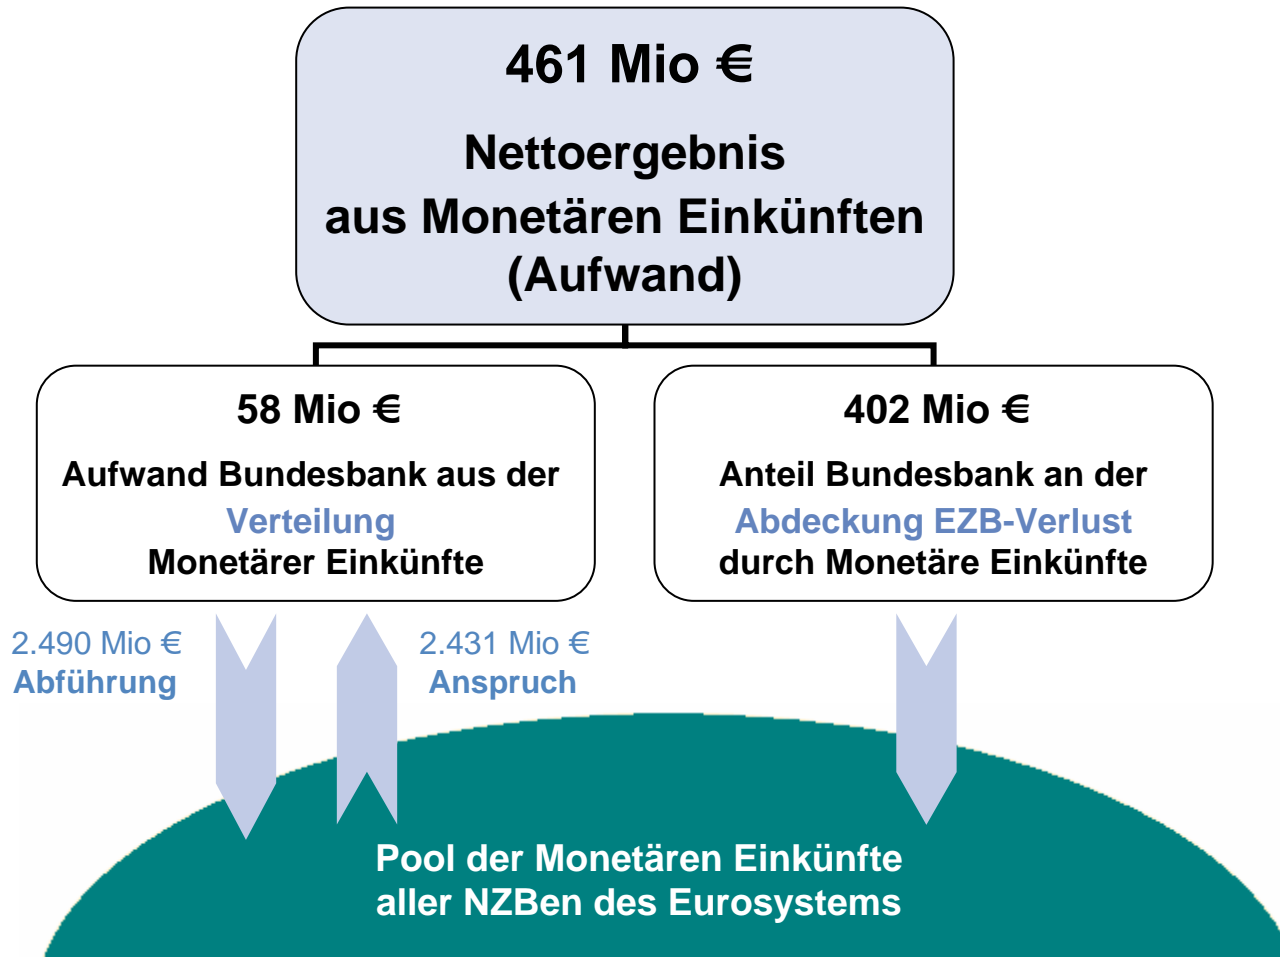 461 Mio €
Nettoergebnis
aus Monetären Einkünften
(Aufwand)
58 Mio €
Aufwand Bundesbank aus der
Verteilung
Monetärer Einkünfte
402 Mio €
Anteil Bundesbank an der
Abdeckung EZB-Verlust
durch Monetäre Einkünfte
2.490 Mio €
Abführung
2.431 Mio €
Anspruch
Pool der Monetären Einkünfte
aller NZBen des Eurosystems